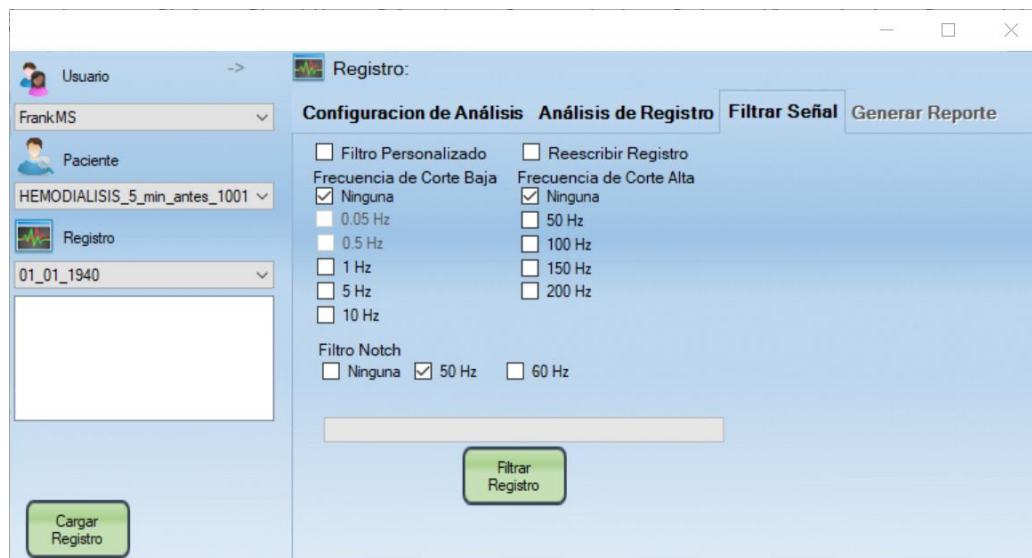 Usuario
->
FrankMS
Paciente
HEMODIALISIS_5_min_antes_1001
Registro
01_01_1940
Cargar
Registro
Registro:
Configuracion de Análisis Análisis de Registro Filtrar Señal Generar Reporte
Filtro Personalizado Reescribir Registro
Frecuencia de Corte Baja Frecuencia de Corte Alta
Ninguna Ninguna
0.05 Hz 50 Hz
0.5 Hz 100 Hz
1 Hz 150 Hz
5 Hz 200 Hz
10 Hz
Filtro Notch
Ninguna 50 Hz 60 Hz
Filtrar
Registro